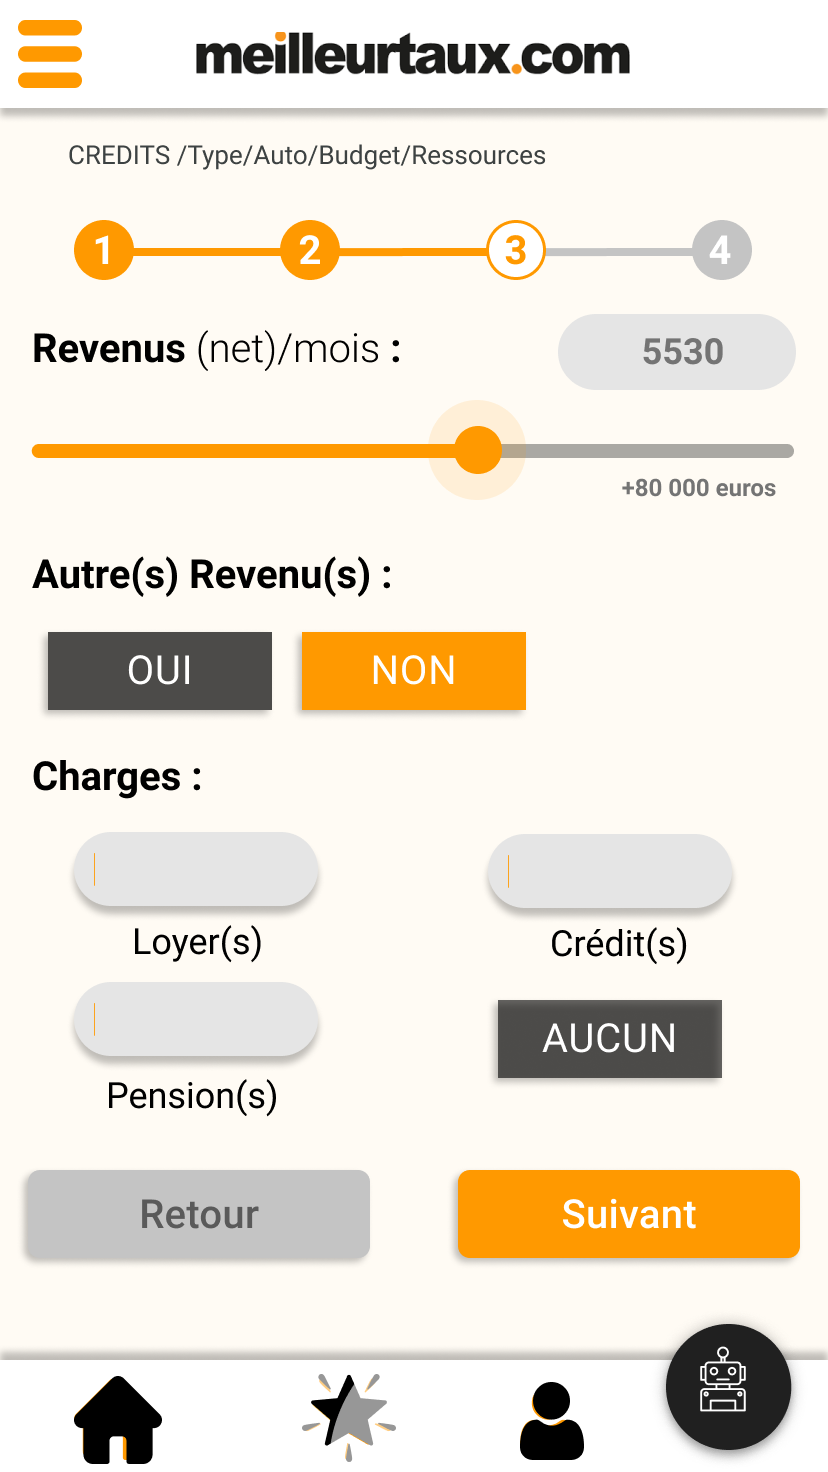 meilleurtaux.com
CREDITS /Type/Auto/Budget/Ressources
1 2 3 4
Revenus (net)/mois : 5530
+80 000 euros
Autre(s) Revenu(s) :
OUI NON
Charges :
Loyer(s) Crédit(s)
AUCUN
Pension(s)
Retour Suivant